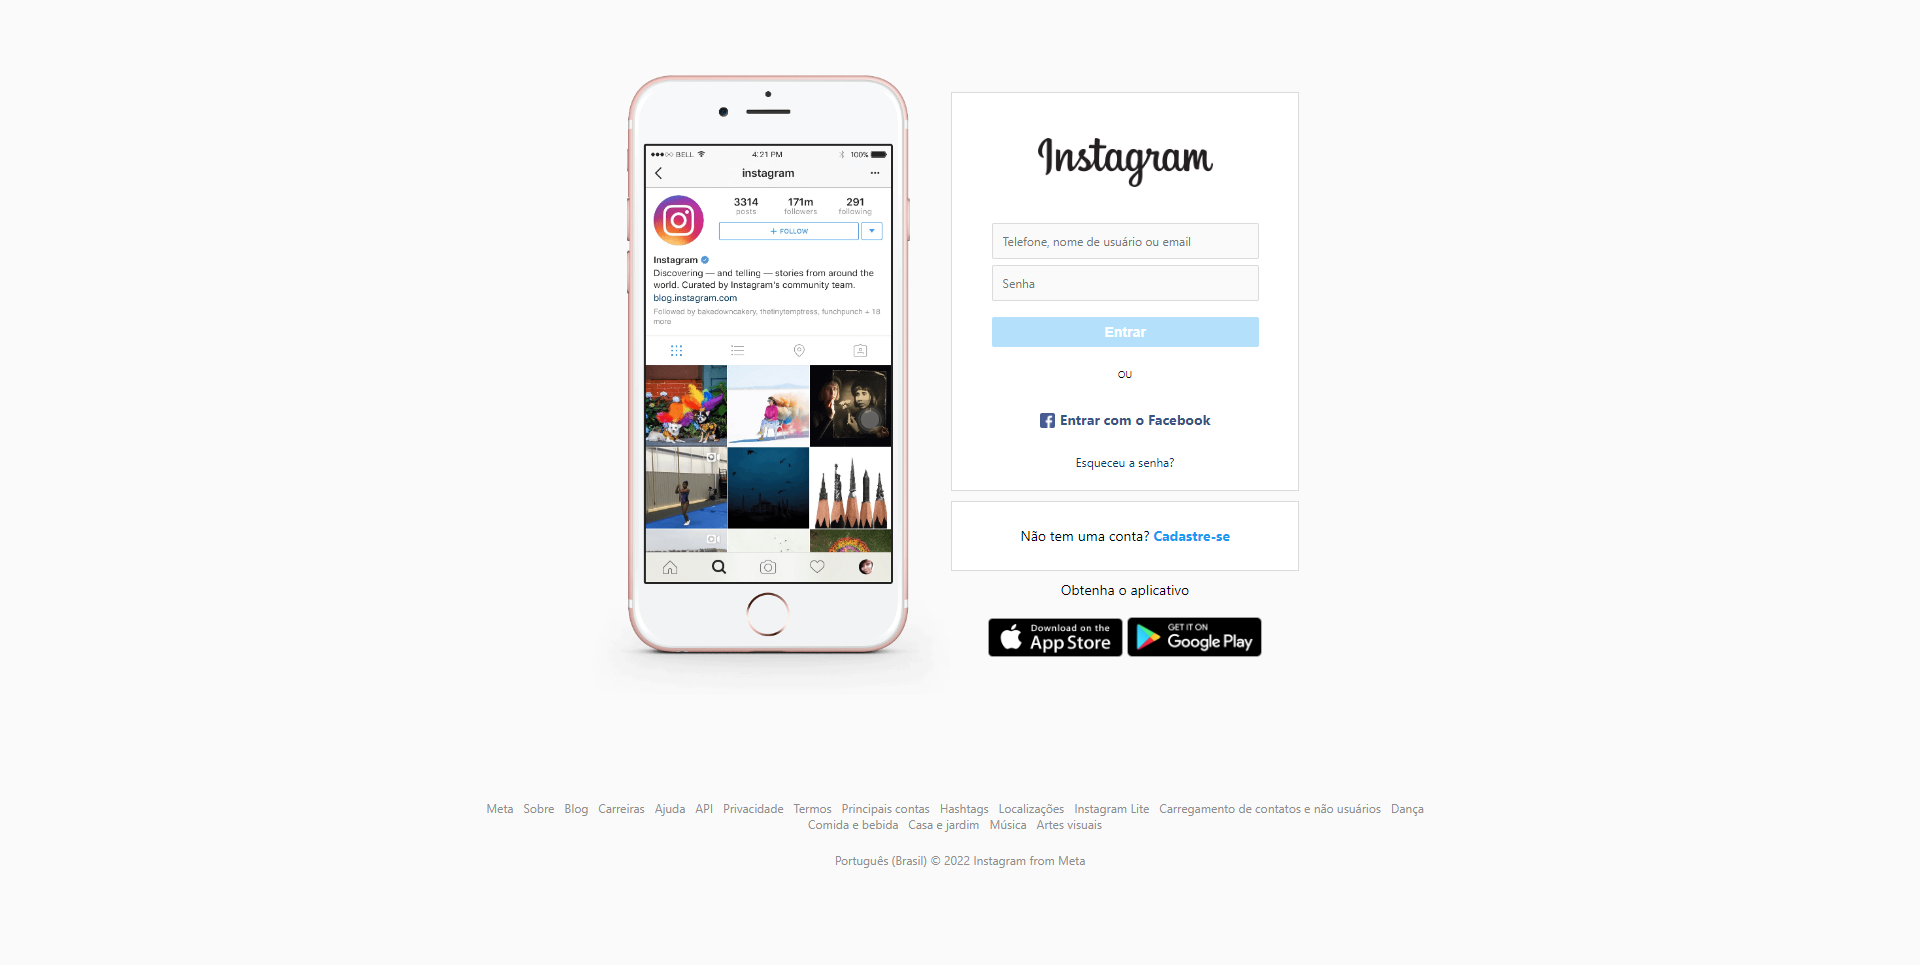 BELL 4:21 PM 100%
instagram
3314 171m 291
posts followers following
+ FOLLOW
Instagram
Discovering — and telling — stories from around the
world. Curated by Instagram's community team.
blog.instagram.com
Followed by bakedowncakery, thetinytemptress, funchpunch + 18
more
Instagram
Telefone, nome de usuário ou email
Senha
Entrar
OU
Entrar com o Facebook
Esqueceu a senha?
Não tem uma conta? Cadastre-se
Obtenha o aplicativo
Download on the
App Store
GET IT ON
Google Play
Meta Sobre Blog Carreiras Ajuda API Privacidade Termos Principais contas Hashtags Localizações Instagram Lite Carregamento de contatos e não usuários Dança
Comida e bebida Casa e jardim Música Artes visuais
Português (Brasil) © 2022 Instagram from Meta